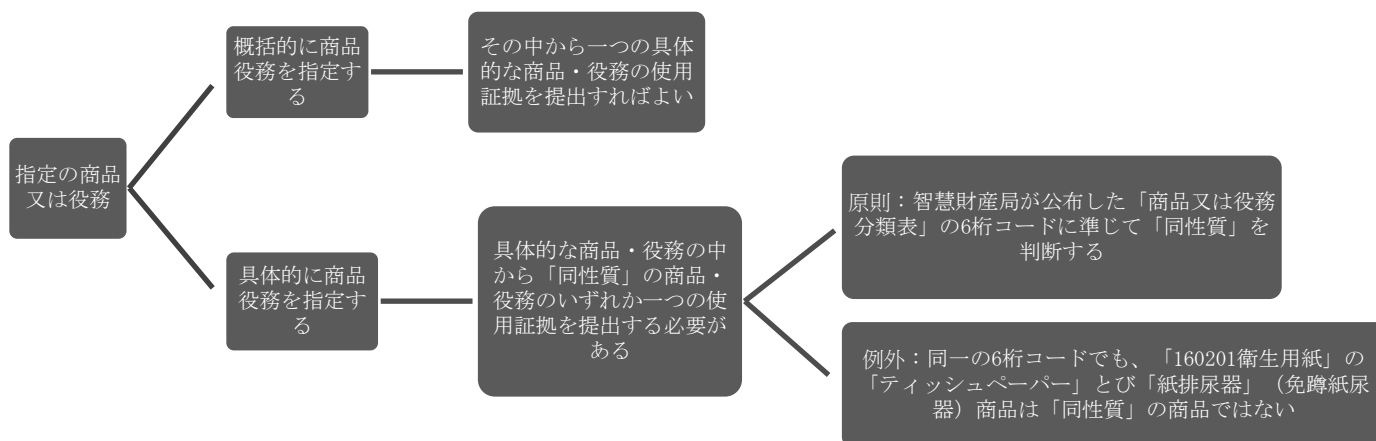 指定の商品
又は役務
概括的に商品
役務を指定す
る
その中から一つの具体
的な商品・役務の使用
証拠を提出すればよい
具体的に商品
役務を指定す
る
具体的な商品・役務の中
から「同性質」の商品・
役務のいずれか一つの使
用証拠を提出する必要が
ある
原則：智慧財産局が公布した「商品又は役務
分類表」の6桁コードに準じて「同性質」を
判断する
例外：同一の6桁コードでも、「160201衛生用紙」の
「ティッシュペーパー」とび「紙排尿器」（免蹲紙尿
器）商品は「同性質」の商品ではない